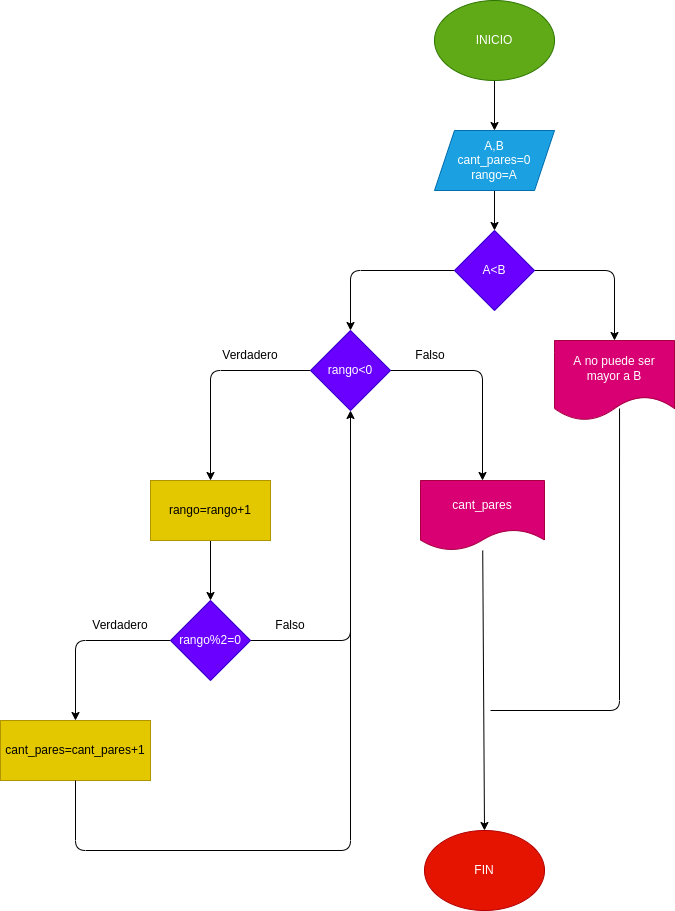 INICIO
A,B
cant_pares=0
rango=A
A<B
Verdadero
rango<0
Falso
A no puede ser
mayor a B
rango=rango+1
cant_pares
Verdadero
rango%2=0
Falso
cant_pares=cant_pares+1
FIN